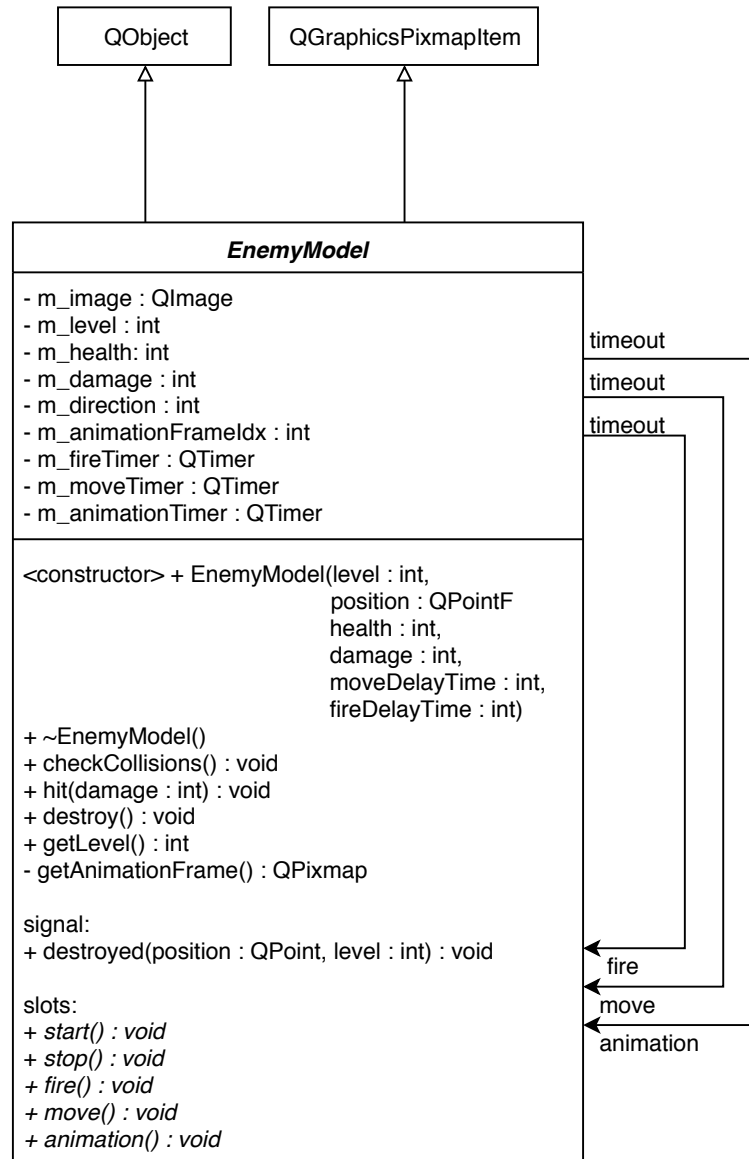 QObject
QGraphicsPixmapItem
EnemyModel
- m_image : QImage
- m_level : int
- m_health: int
- m_damage : int
- m_direction : int
- m_animationFrameIdx : int
- m_fireTimer : QTimer
- m_moveTimer : QTimer
- m_animationTimer : QTimer
timeout
timeout
timeout
<constructor> + EnemyModel(level : int,
position : QPointF
health : int,
damage : int,
moveDelayTime : int,
fireDelayTime : int)
+ ~EnemyModel()
+ checkCollisions() : void
+ hit(damage : int) : void
+ destroy() : void
+ getLevel() : int
- getAnimationFrame() : QPixmap
signal:
+ destroyed(position : QPoint, level : int) : void
slots:
+ start() : void
+ stop() : void
+ fire() : void
+ move() : void
+ animation() : void
fire
move
animation